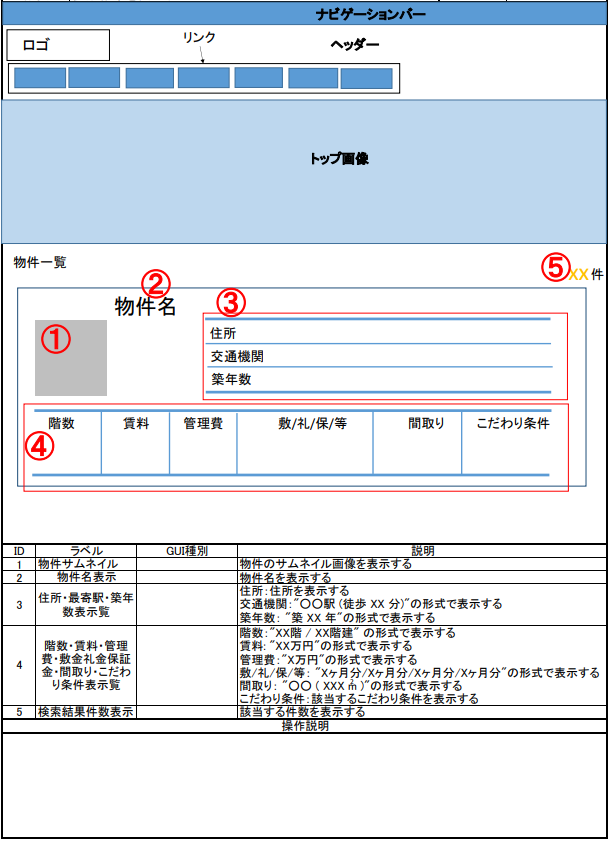 ナビゲーションバー
ロゴ
リンク
ヘッダー
トップ画像
物件一覧
⑤
XX 件
②
物件名
③
①
住所
交通機関
築年数
階数 賃料 管理費 敷/礼/保/等 間取り こだわり条件
④
ID ラベル GUI種別 説明
1 物件サムネイル 物件のサムネイル画像を表示する
2 物件名表示 物件名を表示する
3 住所・最寄駅・築年
数表示覧
住所：住所を表示する
交通機関："〇〇駅（徒歩 XX 分）"の形式で表示する
築年数："築 XX 年"の形式で表示する
4 階数・賃料・管理
費・敷金礼金保証
金・間取り・こだわ
り条件表示覧
階数："XX階 / XX階建" の形式で表示する
賃料："XX万円"の形式で表示する
管理費："X万円"の形式で表示する
敷/礼/保/等： "Xヶ月分/Xヶ月分/Xヶ月分/Xヶ月分"の形式で表示する
間取り： "〇〇 ( XXX ㎡ )"の形式で表示する
こだわり条件：該当するこだわり条件を表示する
5 検索結果件数表示 該当する件数を表示する
操作説明